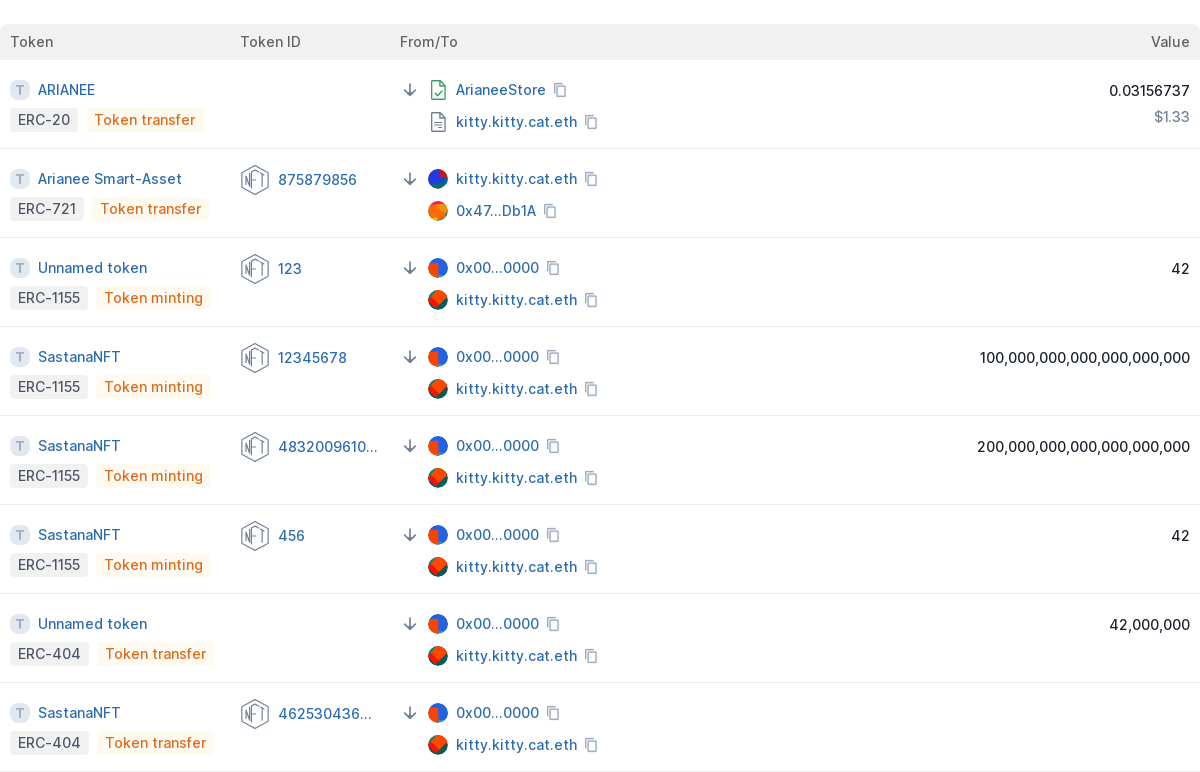 Token Token ID From/To Value
T ARIANEE ArianeeStore 0.03156737
ERC-20 Token transfer kitty.kitty.cat.eth $1.33
T Arianee Smart-Asset NFT 875879856 kitty.kitty.cat.eth
ERC-721 Token transfer 0x47...Db1A
T Unnamed token NFT 123 0x00...0000 42
ERC-1155 Token minting kitty.kitty.cat.eth
T SastanaNFT NFT 12345678 0x00...0000 100,000,000,000,000,000,000
ERC-1155 Token minting kitty.kitty.cat.eth
T SastanaNFT NFT 4832009610... 0x00...0000 200,000,000,000,000,000,000
ERC-1155 Token minting kitty.kitty.cat.eth
T SastanaNFT NFT 456 0x00...0000 42
ERC-1155 Token minting kitty.kitty.cat.eth
T Unnamed token 0x00...0000 42,000,000
ERC-404 Token transfer kitty.kitty.cat.eth
T SastanaNFT NFT 462530436... 0x00...0000
ERC-404 Token transfer kitty.kitty.cat.eth